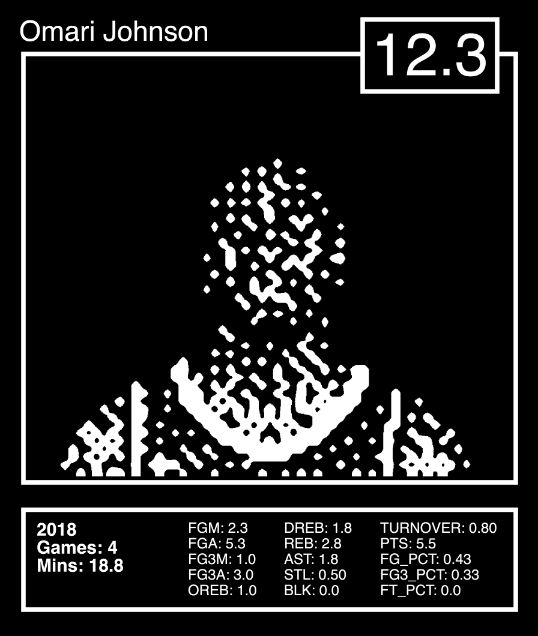 Omari Johnson
12.3
2018
Games: 4
Mins: 18.8
FGM: 2.3
FGA: 5.3
FG3M: 1.0
FG3A: 3.0
OREB: 1.0
DREB: 1.8
REB: 2.8
AST: 1.8
STL: 0.50
BLK: 0.0
TURNOVER: 0.80
PTS: 5.5
FG_PCT: 0.43
FG3_PCT: 0.33
FT_PCT: 0.0